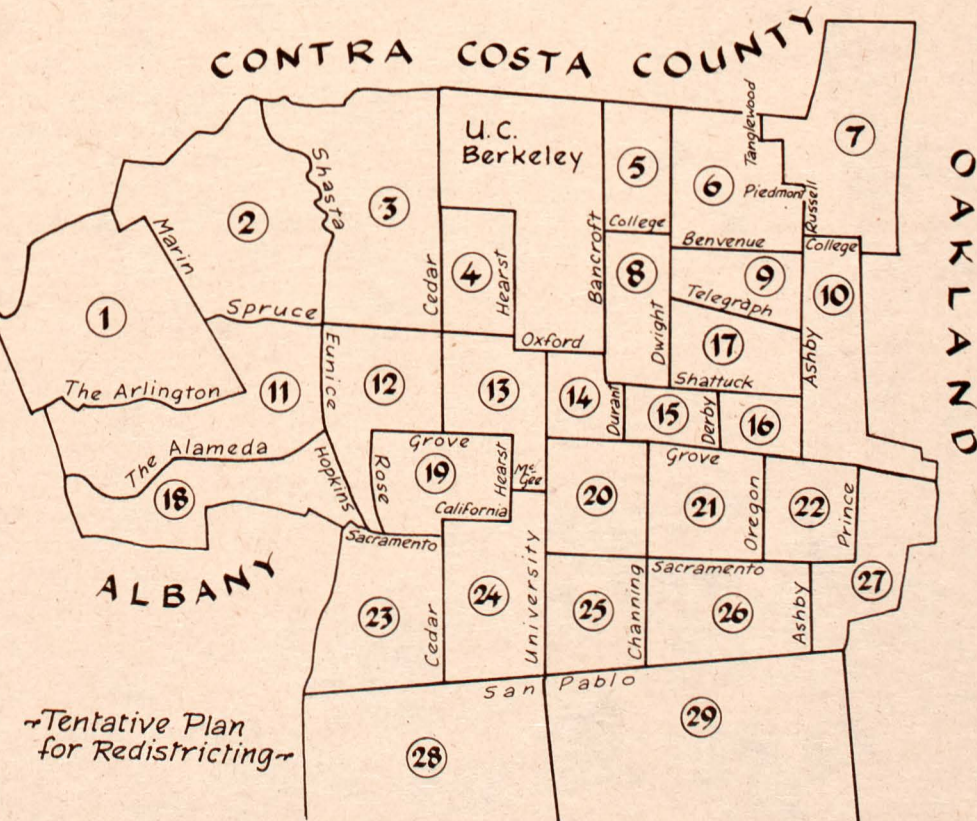 CONTRA COSTA COUNTY
OAKLAND
ALBANY
U.C.
Berkeley
1
2
3
4
5
6
7
8
9
10
11
12
13
14
15
16
17
18
19
20
21
22
23
24
25
26
27
28
29
Marin
Shasta
Spruce
Cedar
Hearst
Bancroft
College
Tanglewood
Piedmont
Russell
Benvenue
College
Telegraph
Dwight
Ashby
Oxford
Shattuck
The Arlington
Eunice
Durant
Derby
The Alameda
Hopkins
Rose
Grove
Hearst
McGee
California
Grove
Oregon
Prince
Sacramento
Cedar
University
Channing
Sacramento
Ashby
San Pablo
~Tentative Plan
for Redistricting~